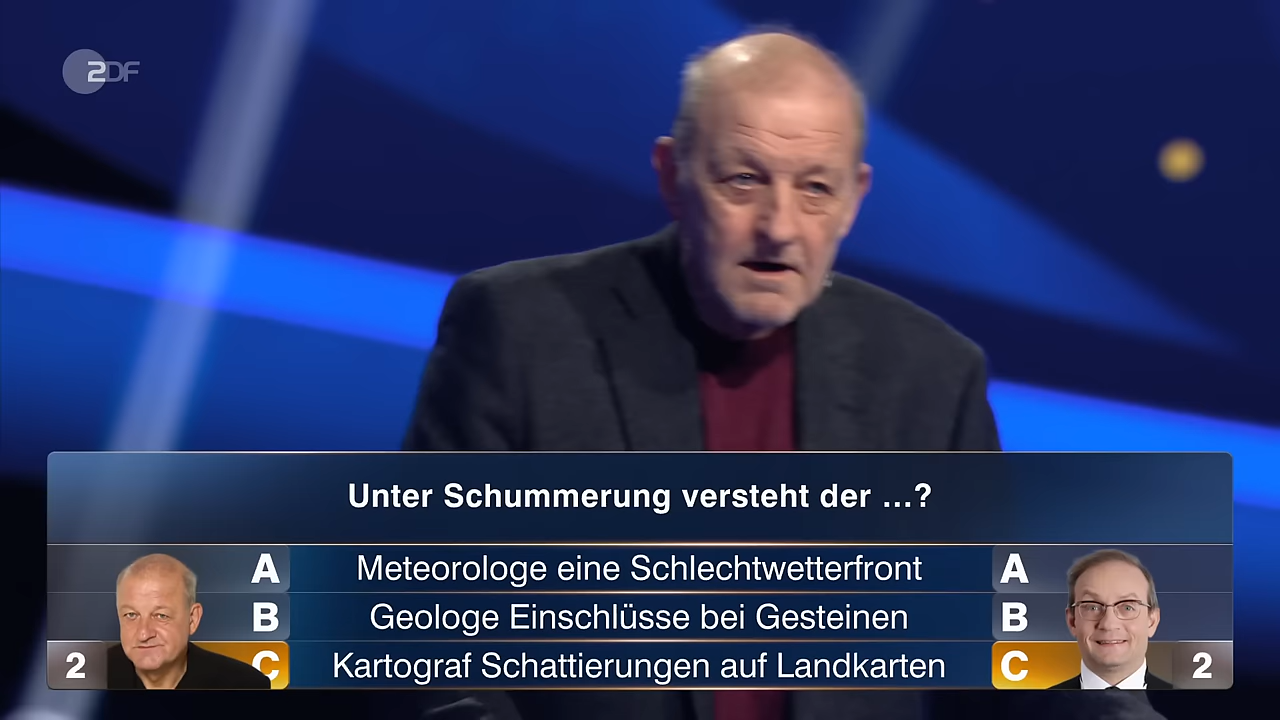 2DF
Unter Schummerung versteht der ...?
A Meteorologe eine Schlechtwetterfront A
B Geologe Einschlüsse bei Gesteinen B
2 C Kartograf Schattierungen auf Landkarten C 2